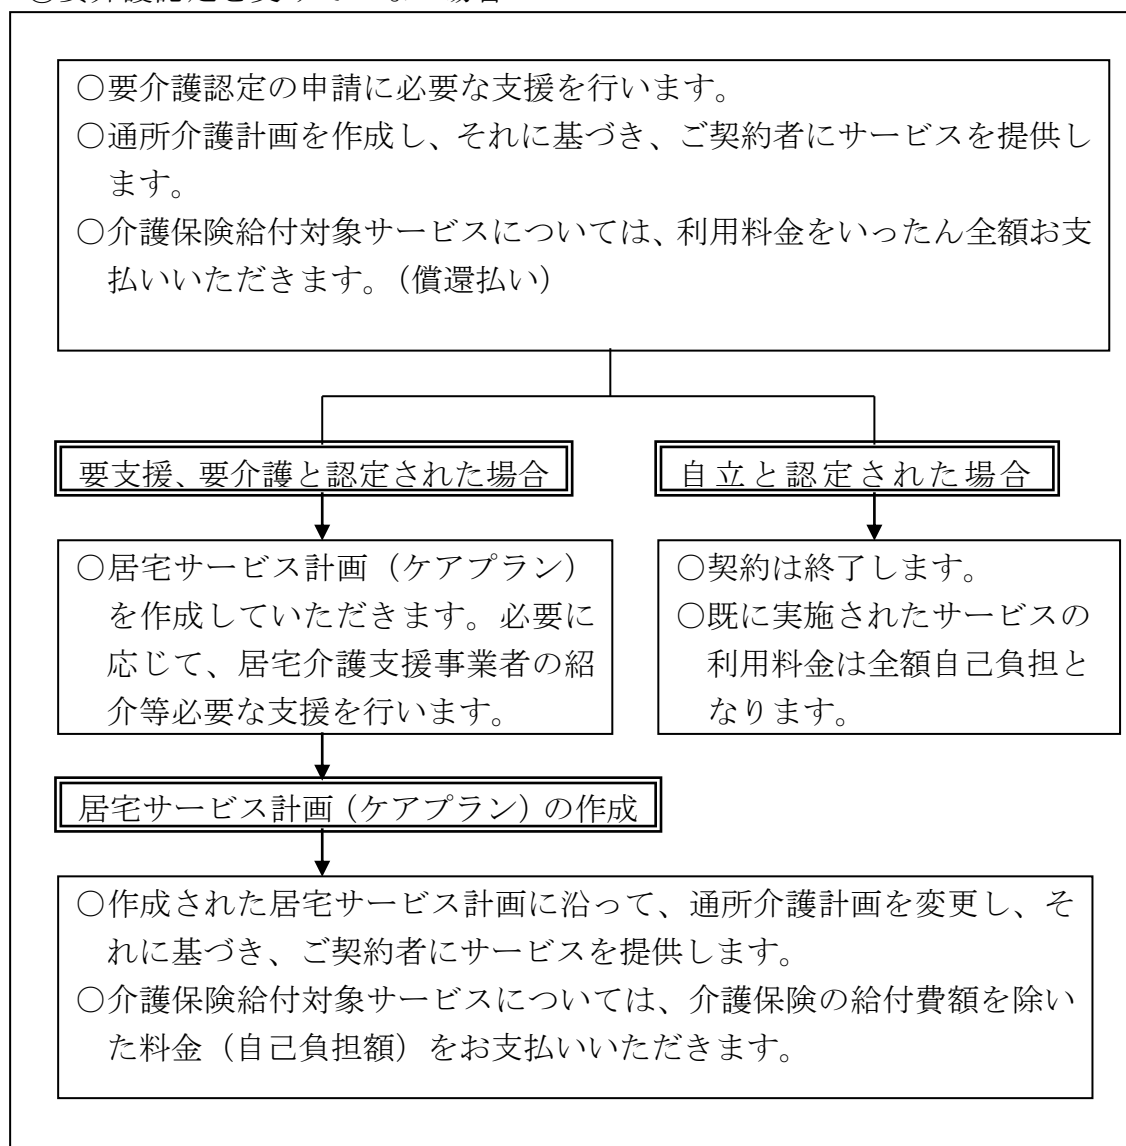 ○要介護認定の申請に必要な支援を行います。
○通所介護計画を作成し、それに基づき、ご契約者にサービスを提供し
ます。
○介護保険給付対象サービスについては、利用料金をいったん全額お支
払いいただきます。（償還払い）
要支援、要介護と認定された場合
自立と認定された場合
○居宅サービス計画（ケアプラン）
を作成していただきます。必要に
応じて、居宅介護支援事業者の紹
介等必要な支援を行います。
○契約は終了します。
○既に実施されたサービスの
利用料金は全額自己負担と
なります。
居宅サービス計画（ケアプラン）の作成
○作成された居宅サービス計画に沿って、通所介護計画を変更し、そ
れに基づき、ご契約者にサービスを提供します。
○介護保険給付対象サービスについては、介護保険の給付費額を除い
た料金（自己負担額）をお支払いいただきます。